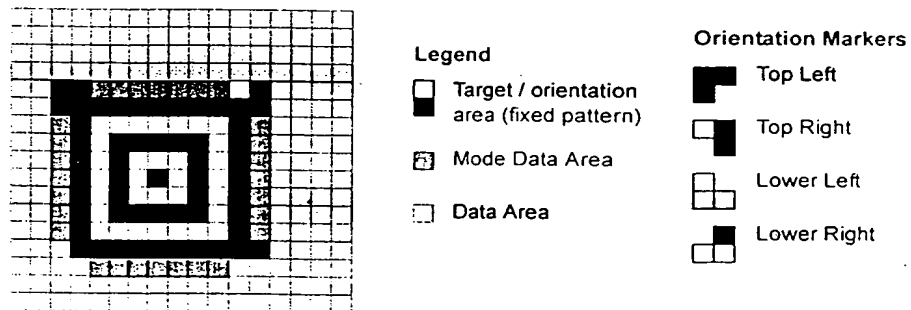 Legend
Target / orientation
area (fixed pattern)
Mode Data Area
Data Area
Orientation Markers
Top Left
Top Right
Lower Left
Lower Right